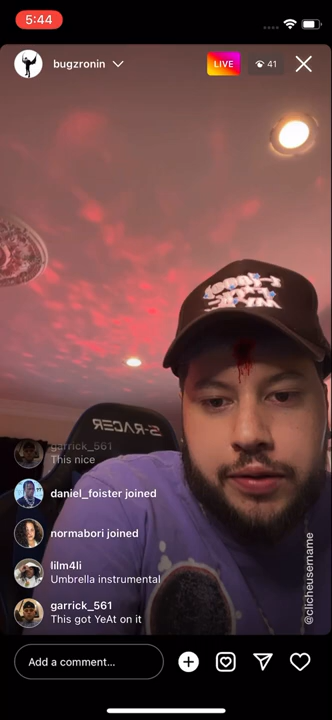 5:44
bugzronin
LIVE
41
S-RACER
garrick_561
This nice
daniel_foister joined
normabori joined
lilm4li
Umbrella instrumental
garrick_561
This got YeAt on it
@clicheusername
Add a comment...